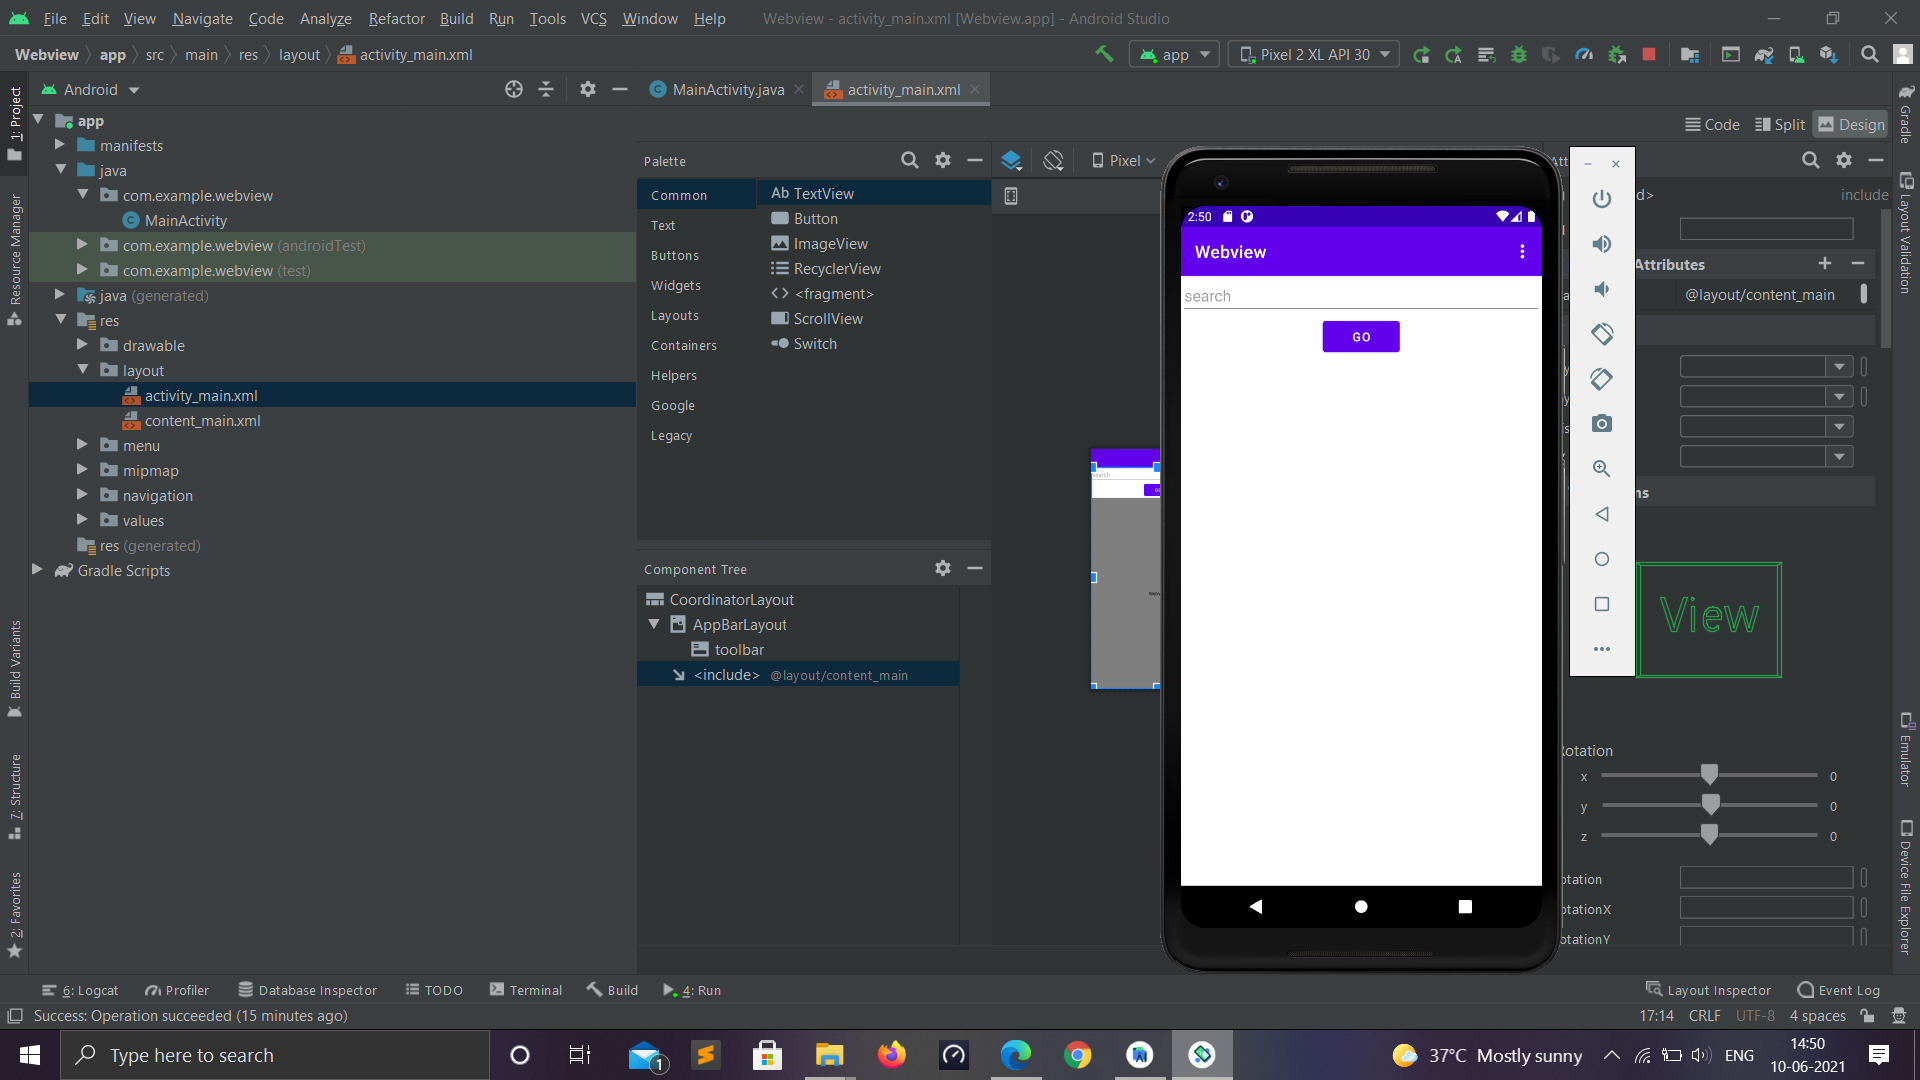 File Edit View Navigate Code Analyze Refactor Build Run Tools VCS Window Help Webview - activity_main.xml [Webview.app] - Android Studio
Webview app src main res layout activity_main.xml
app
Pixel 2 XL API 30
1: Project
Resource Manager
Build Variants
7: Structure
2: Favorites
Android
app
manifests
java
com.example.webview
MainActivity
com.example.webview (androidTest)
com.example.webview (test)
java (generated)
res
drawable
layout
activity_main.xml
content_main.xml
menu
mipmap
navigation
values
res (generated)
Gradle Scripts
MainActivity.java
activity_main.xml
Code Split Design
Palette
Common
Text
Buttons
Widgets
Layouts
Containers
Helpers
Google
Legacy
Ab TextView
Button
ImageView
RecyclerView
<fragment>
ScrollView
Switch
Component Tree
CoordinatorLayout
AppBarLayout
toolbar
<include> @layout/content_main
Pixel
2:50
Webview
search
GO
Att
d>
include
Attributes
@layout/content_main
ns
View
Rotation
x 0
y 0
z 0
otation
otationX
otationY
Gradle
Layout Validation
Emulator
Device File Explorer
6: Logcat Profiler Database Inspector TODO Terminal Build 4: Run Layout Inspector Event Log
Success: Operation succeeded (15 minutes ago) 17:14 CRLF UTF-8 4 spaces
Type here to search
1
37°C Mostly sunny
ENG
14:50
10-06-2021